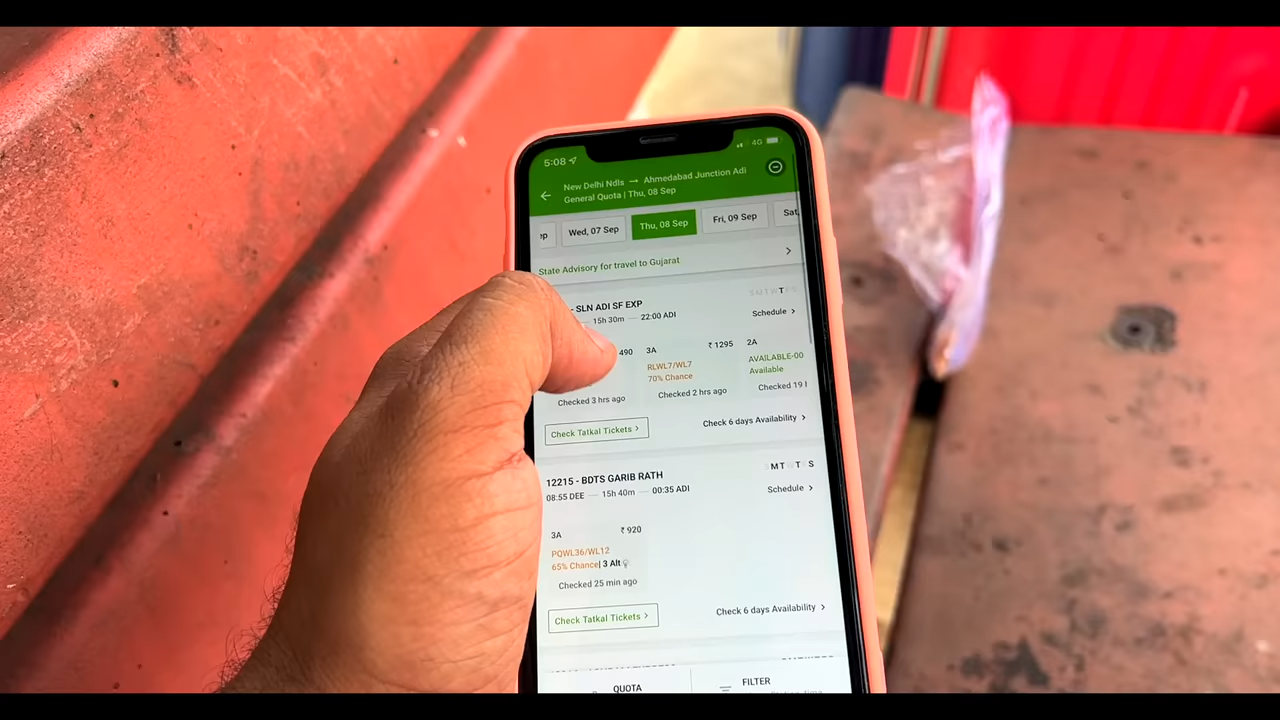 5:08
4G
New Delhi Ndls → Ahmedabad Junction Adi
General Quota | Thu, 08 Sep
Wed, 07 Sep
Thu, 08 Sep
Fri, 09 Sep
Sat,
State Advisory for travel to Gujarat
- SLN ADI SF EXP
SMTWTFS
15h 30m — 22:00 ADI
Schedule >
490
3A
₹ 1295
2A
RLWL7/WL7
AVAILABLE-00
70% Chance
Available
Checked 3 hrs ago
Checked 2 hrs ago
Checked 19
Check Tatkal Tickets >
Check 6 days Availability >
12215 - BDTS GARIB RATH
M T T S
08:55 DEE — 15h 40m — 00:35 ADI
Schedule >
3A
₹ 920
PQWL36/WL12
65% Chance| 3 Alt
Checked 25 min ago
Check Tatkal Tickets >
Check 6 days Availability >
QUOTA
FILTER